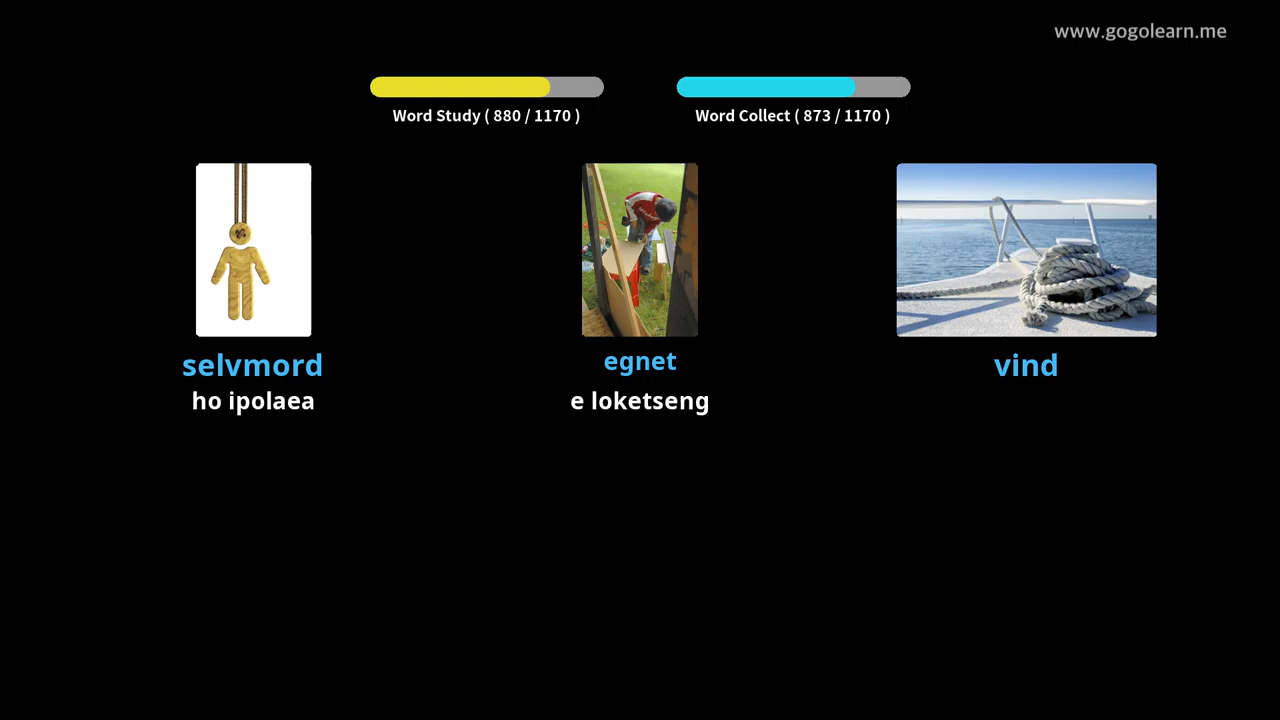 www.gogolearn.me
Word Study ( 880 / 1170 )
Word Collect ( 873 / 1170 )
selvmord
ho ipolaea
egnet
e loketseng
vind